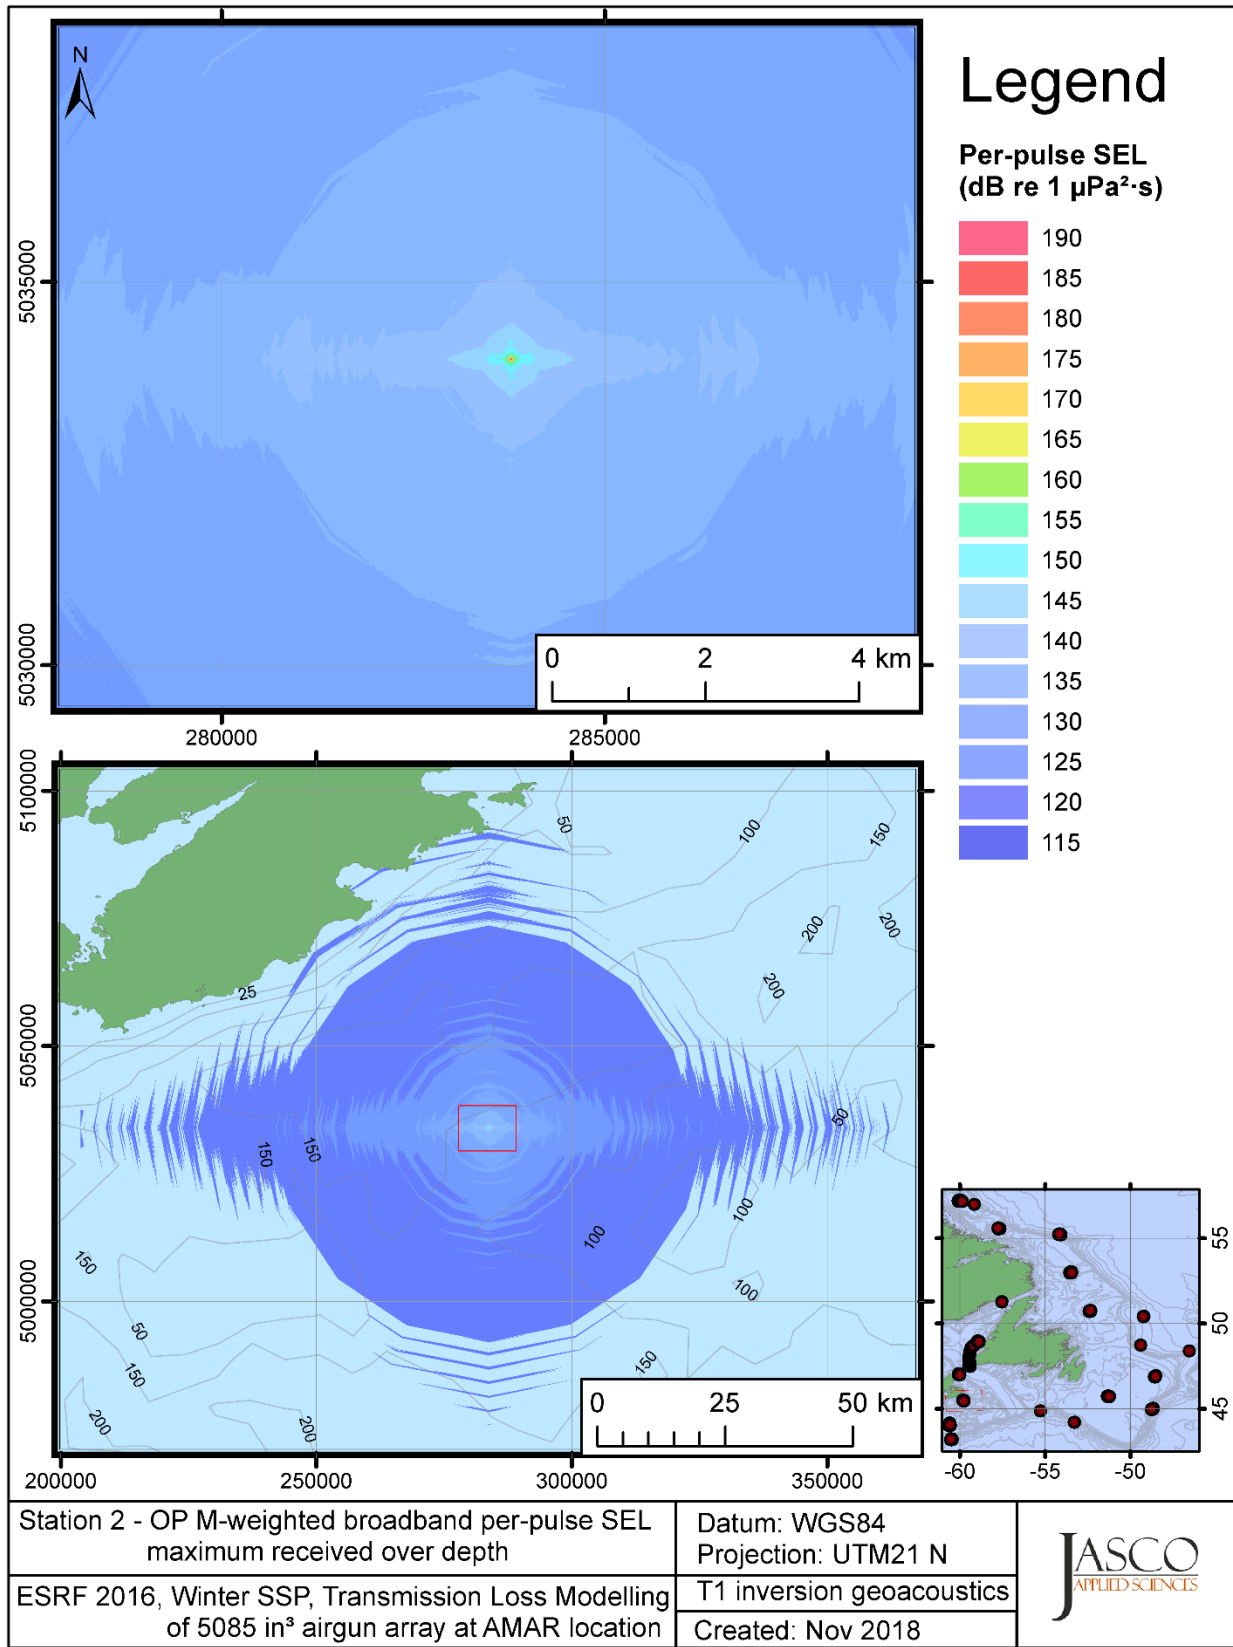 N
5035000
5030000
0 2 4 km
280000 285000
Legend
Per-pulse SEL
(dB re 1 µPa²·s)
190
185
180
175
170
165
160
155
150
145
140
135
130
125
120
115
5100000
5050000
5000000
50
100
150
200
200
200
25
150
150
50
100
100
100
150
50
150
200
200
150
0 25 50 km
200000 250000 300000 350000
55
50
45
-60 -55 -50
Station 2 - OP M-weighted broadband per-pulse SEL
maximum received over depth
ESRF 2016, Winter SSP, Transmission Loss Modelling
of 5085 in³ airgun array at AMAR location
Datum: WGS84
Projection: UTM21 N
T1 inversion geoacoustics
Created: Nov 2018
JASCO
APPLIED SCIENCES